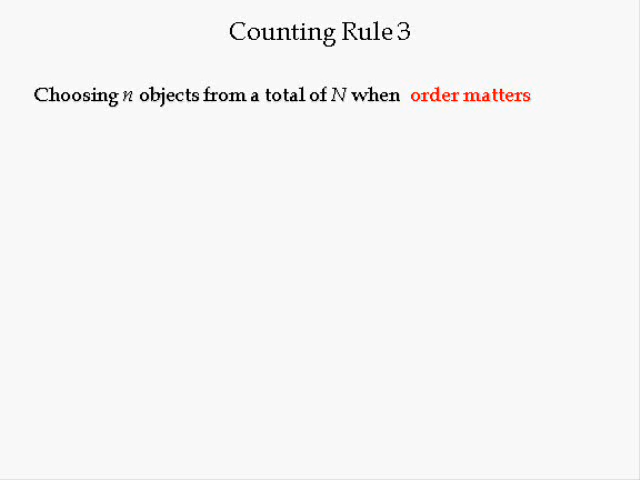 Counting Rule 3
Choosing n objects from a total of N when order matters